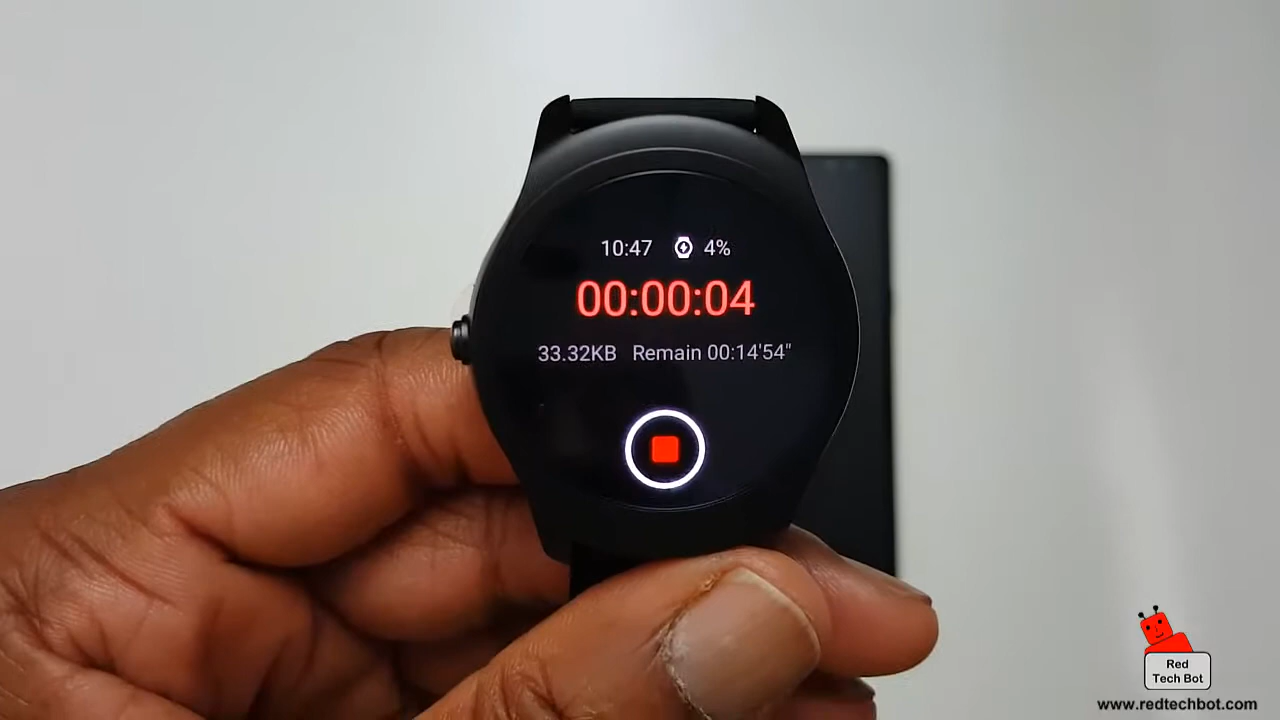 10:47 4%
00:00:04
33.32KB Remain 00:14'54"
Red
Tech Bot
www.redtechbot.com